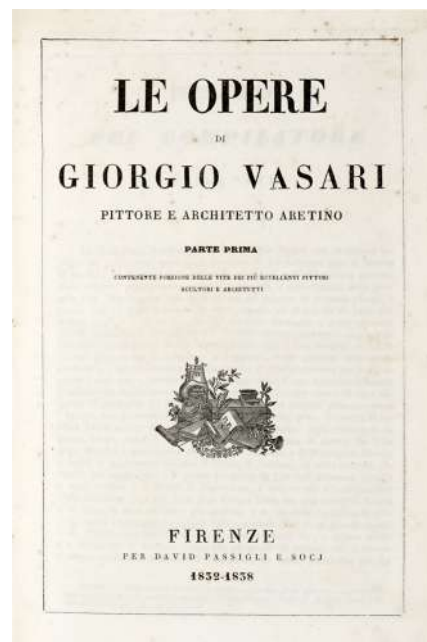 LE OPERE
DI
GIORGIO VASARI
PITTORE E ARCHITETTO ARETINO
PARTE PRIMA
CONTENENTE PORZIONE DELLE VITE DEI PIÙ ECCELLENTI PITTORI
SCULTORI E ARCHITETTI
FIRENZE
PER DAVID PASSIGLI E SOCJ
1832-1838